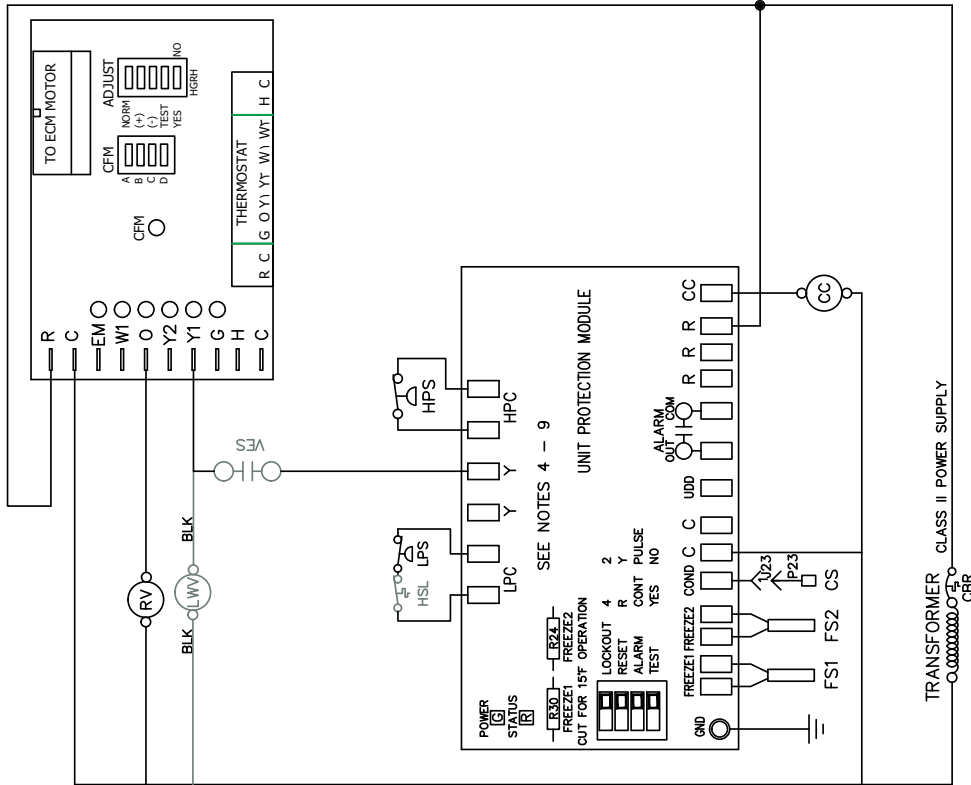 TO ECM MOTOR
ADJUST
NORM
(+)
(-)
TEST
YES
NO
HGRH
CFM
A
B
C
D
CFM
THERMOSTAT
R C G O Y1 Y2 W1 W2 H C
R
C
EM
W1
O
Y2
Y1
G
H
C
YES
BLK
LWV
BLK
RV
HPS
HPC
Y
Y
LPS
HSL
LPC
SEE NOTES 4 - 9
UNIT PROTECTION MODULE
CC
R
R
R
ALARM
OUT COM
UDD
C
C
COND
FREEZE2
FREEZE1
GND
POWER
G
STATUS
R
R30
FREEZE1
R24
FREEZE2
CUT FOR 15°F OPERATION
LOCKOUT 4 2
RESET R Y
ALARM CONT PULSE
TEST YES NO
CC
J23
P23
CS
FS2
FS1
TRANSFORMER
CBR
CLASS II POWER SUPPLY